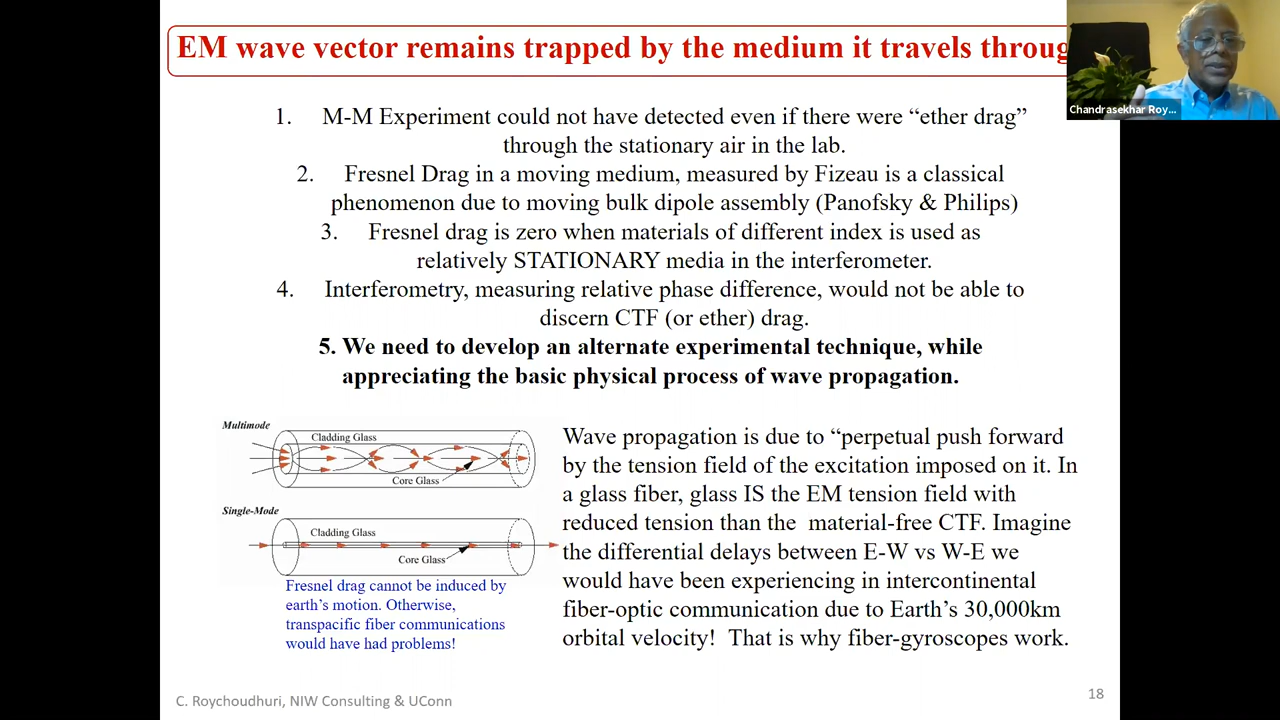 EM wave vector remains trapped by the medium it travels throug
Chandrasekhar Roy...
1. M-M Experiment could not have detected even if there were “ether drag”
through the stationary air in the lab.
2. Fresnel Drag in a moving medium, measured by Fizeau is a classical
phenomenon due to moving bulk dipole assembly (Panofsky & Philips)
3. Fresnel drag is zero when materials of different index is used as
relatively STATIONARY media in the interferometer.
4. Interferometry, measuring relative phase difference, would not be able to
discern CTF (or ether) drag.
5. We need to develop an alternate experimental technique, while
appreciating the basic physical process of wave propagation.
Multimode
Cladding Glass
Core Glass
Single-Mode
Cladding Glass
Core Glass
Fresnel drag cannot be induced by
earth’s motion. Otherwise,
transpacific fiber communications
would have had problems!
Wave propagation is due to “perpetual push forward
by the tension field of the excitation imposed on it. In
a glass fiber, glass IS the EM tension field with
reduced tension than the material-free CTF. Imagine
the differential delays between E-W vs W-E we
would have been experiencing in intercontinental
fiber-optic communication due to Earth’s 30,000km
orbital velocity! That is why fiber-gyroscopes work.
C. Roychoudhuri, NIW Consulting & UConn
18